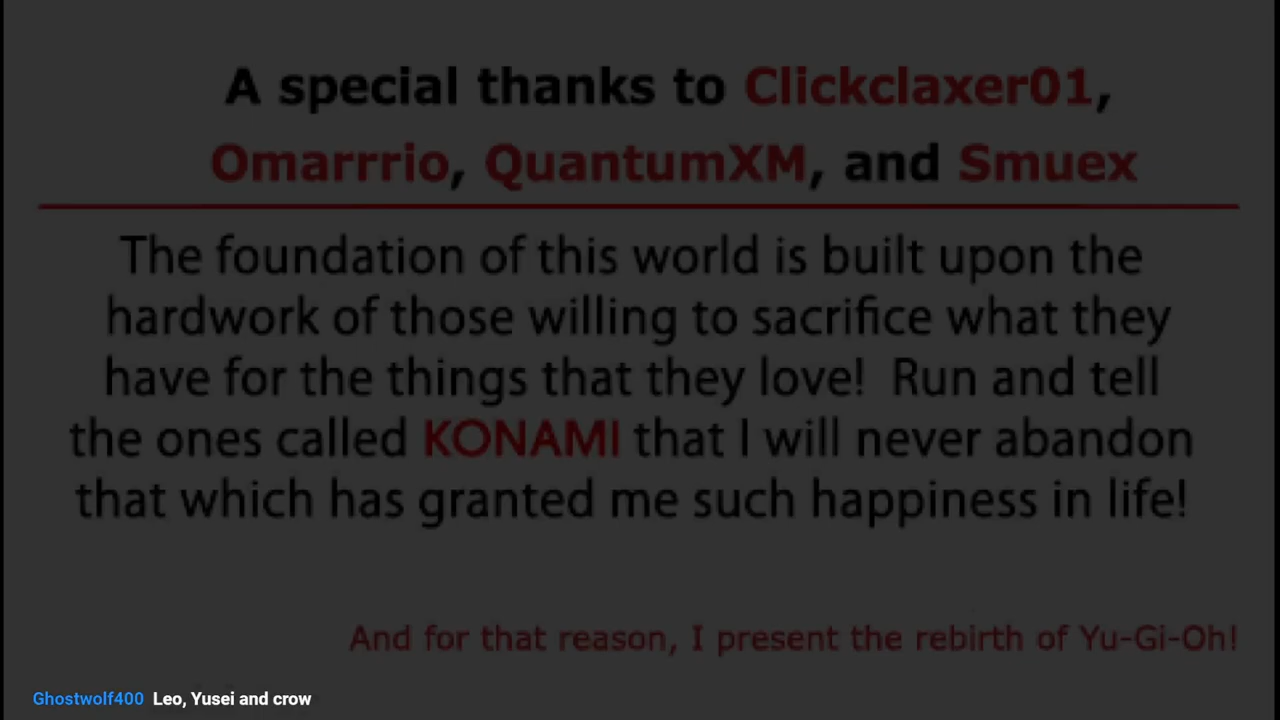 A special thanks to Clickclaxer01,
Omarrrio, QuantumXM, and Smuex
The foundation of this world is built upon the
hardwork of those willing to sacrifice what they
have for the things that they love!  Run and tell
the ones called KONAMI that I will never abandon
that which has granted me such happiness in life!
And for that reason, I present the rebirth of Yu-Gi-Oh!
Ghostwolf400 Leo, Yusei and crow